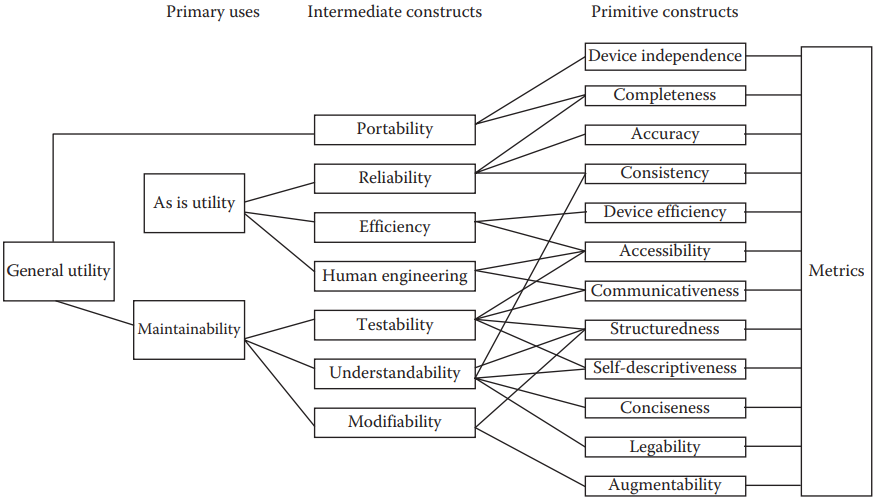 Primary uses
Intermediate constructs
Primitive constructs
Device independence
Completeness
Portability
Accuracy
Reliability
Consistency
As is utility
Device efficiency
Efficiency
Accessibility
General utility
Human engineering
Metrics
Communicativeness
Testability
Maintainability
Structuredness
Understandability
Self-descriptiveness
Conciseness
Modifiability
Legability
Augmentability